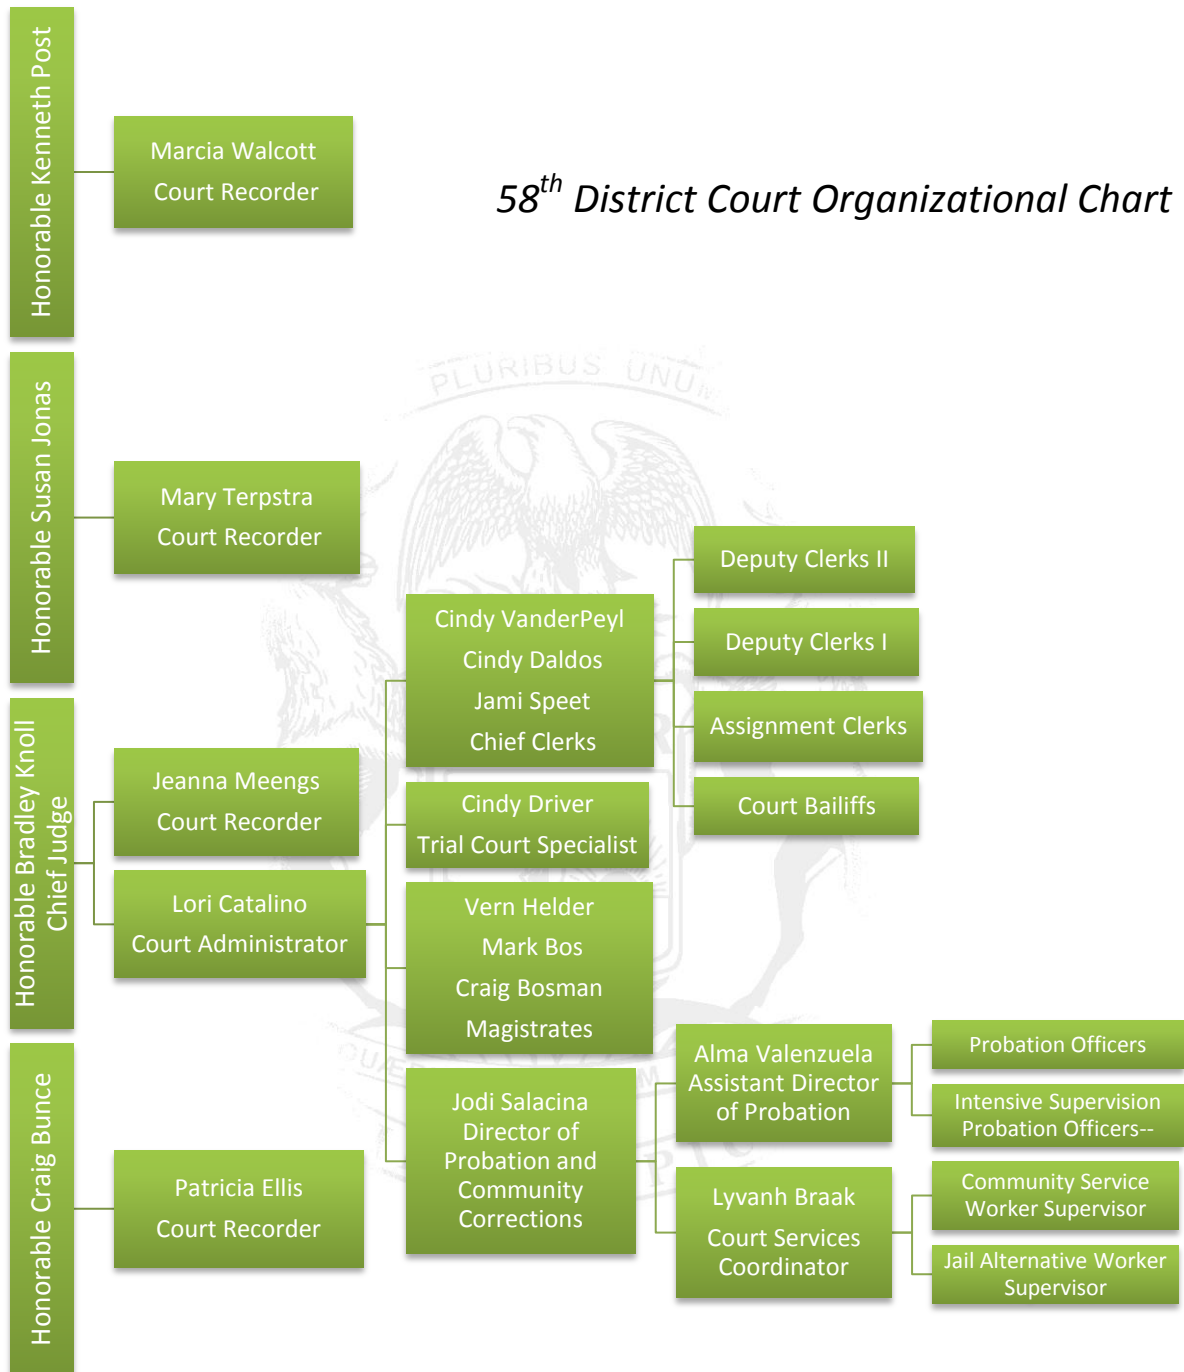 Honorable Kenneth Post
Marcia Walcott
Court Recorder
58th District Court Organizational Chart
Honorable Susan Jonas
Mary Terpstra
Court Recorder
Honorable Bradley Knoll
Chief Judge
Jeanna Meengs
Court Recorder
Lori Catalino
Court Administrator
Cindy VanderPeyl
Cindy Daldos
Jami Speet
Chief Clerks
Deputy Clerks II
Deputy Clerks I
Assignment Clerks
Court Bailiffs
Cindy Driver
Trial Court Specialist
Vern Helder
Mark Bos
Craig Bosman
Magistrates
Jodi Salacina
Director of
Probation and
Community
Corrections
Alma Valenzuela
Assistant Director
of Probation
Probation Officers
Intensive Supervision
Probation Officers--
Lyvanh Braak
Court Services
Coordinator
Community Service
Worker Supervisor
Jail Alternative Worker
Supervisor
Honorable Craig Bunce
Patricia Ellis
Court Recorder
PLURIBUS UNUM